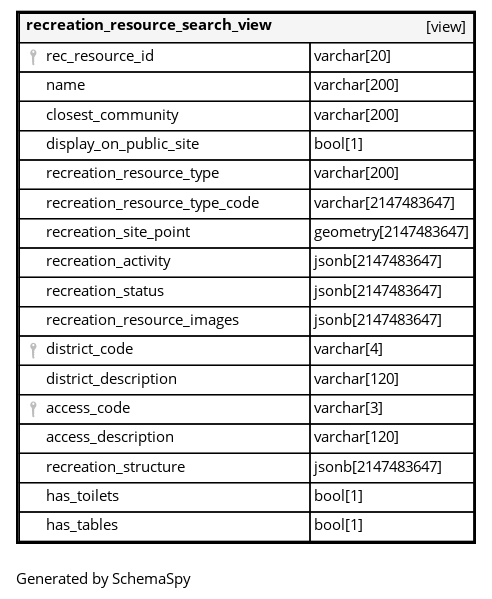 recreation_resource_search_view [view]
rec_resource_id varchar[20]
name varchar[200]
closest_community varchar[200]
display_on_public_site bool[1]
recreation_resource_type varchar[200]
recreation_resource_type_code varchar[2147483647]
recreation_site_point geometry[2147483647]
recreation_activity jsonb[2147483647]
recreation_status jsonb[2147483647]
recreation_resource_images jsonb[2147483647]
district_code varchar[4]
district_description varchar[120]
access_code varchar[3]
access_description varchar[120]
recreation_structure jsonb[2147483647]
has_toilets bool[1]
has_tables bool[1]
Generated by SchemaSpy